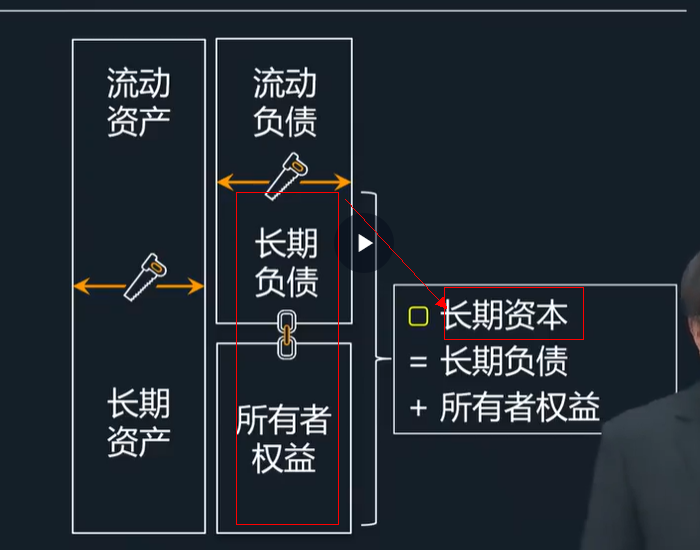 流动
资产
长期
资产
流动
负债
长期
负债
所有者
权益
长期资本
= 长期负债
+ 所有者权益